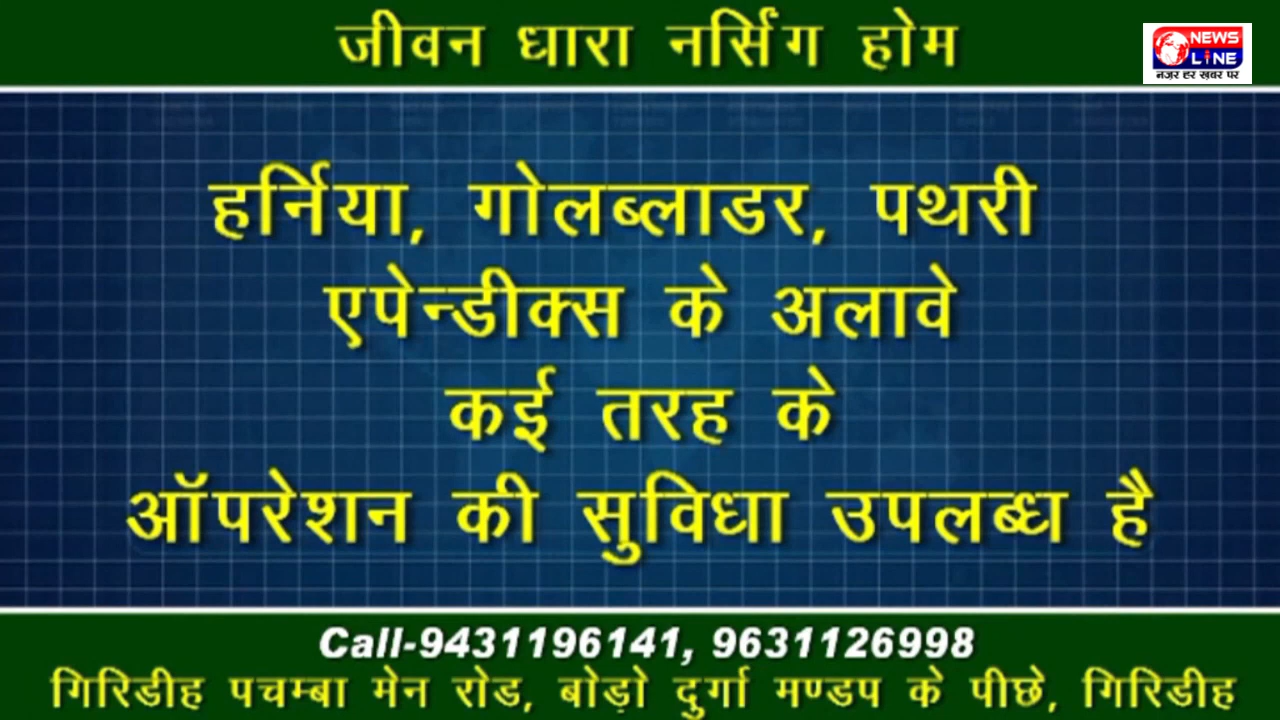 जीवन धारा नर्सिंग होम
NEWS
LiNE
नज़र हर ख़बर पर
हर्निया, गोलब्लाडर, पथरी
एपेन्डीक्स के अलावे
कई तरह के
ऑपरेशन की सुविधा उपलब्ध है
Call-9431196141, 9631126998
गिरिडीह पचम्बा मेन रोड, बोड़ो दुर्गा मण्डप के पीछे, गिरिडीह